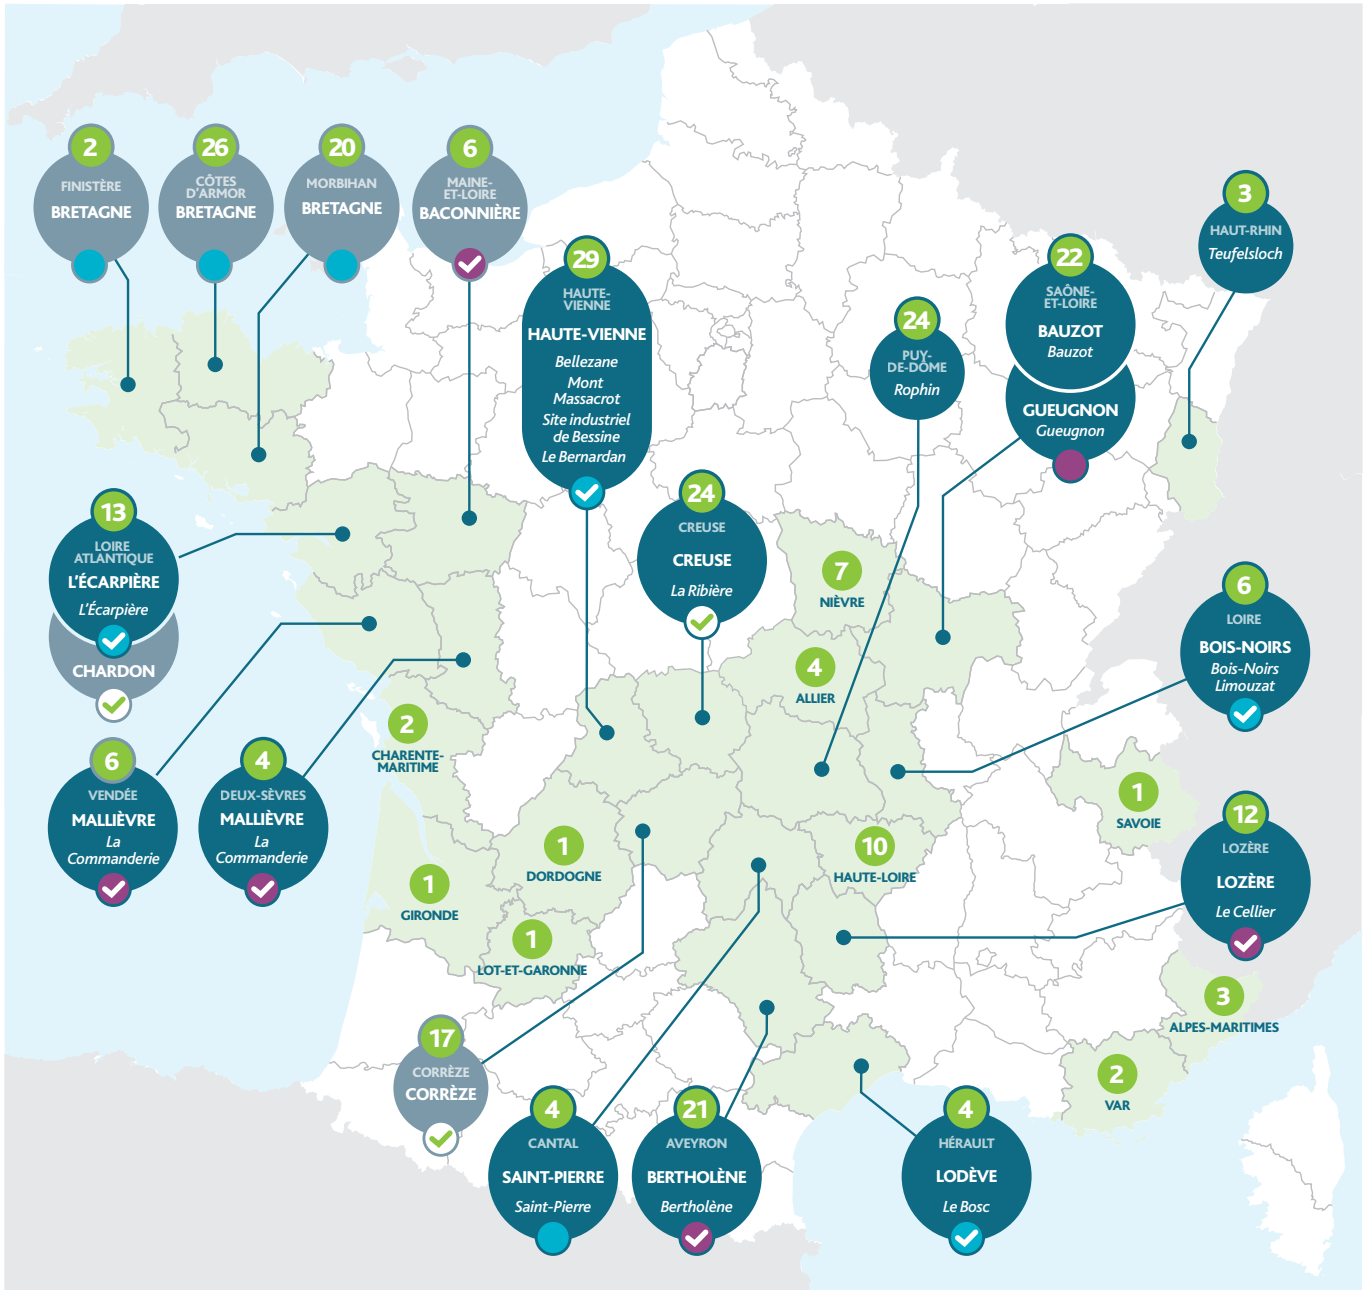 2
FINISTÈRE
BRETAGNE
26
CÔTES
D'ARMOR
BRETAGNE
20
MORBIHAN
BRETAGNE
6
MAINE-
ET-LOIRE
BACONNIÈRE
29
HAUTE-
VIENNE
HAUTE-VIENNE
Bellezane
Mont
Massacrot
Site industriel
de Bessine
Le Bernardan
24
PUY-
DE-DÔME
Rophin
22
SAÔNE-
ET-LOIRE
BAUZOT
Bauzot
GUEUGNON
Gueugnon
3
HAUT-RHIN
Teufelsloch
13
LOIRE
ATLANTIQUE
L'ÉCARPIÈRE
L'Écarpière
CHARDON
24
CREUSE
CREUSE
La Ribière
7
NIÈVRE
4
ALLIER
6
LOIRE
BOIS-NOIRS
Bois-Noirs
Limouzat
2
CHARENTE-
MARITIME
6
VENDÉE
MALLIÈVRE
La
Commanderie
4
DEUX-SÈVRES
MALLIÈVRE
La
Commanderie
1
SAVOIE
12
LOZÈRE
LOZÈRE
Le Cellier
1
DORDOGNE
10
HAUTE-LOIRE
1
GIRONDE
1
LOT-ET-GARONNE
3
ALPES-MARITIMES
2
VAR
17
CORRÈZE
CORRÈZE
4
CANTAL
SAINT-PIERRE
Saint-Pierre
21
AVEYRON
BERTHOLÈNE
Bertholène
4
HÉRAULT
LODÈVE
Le Bosc